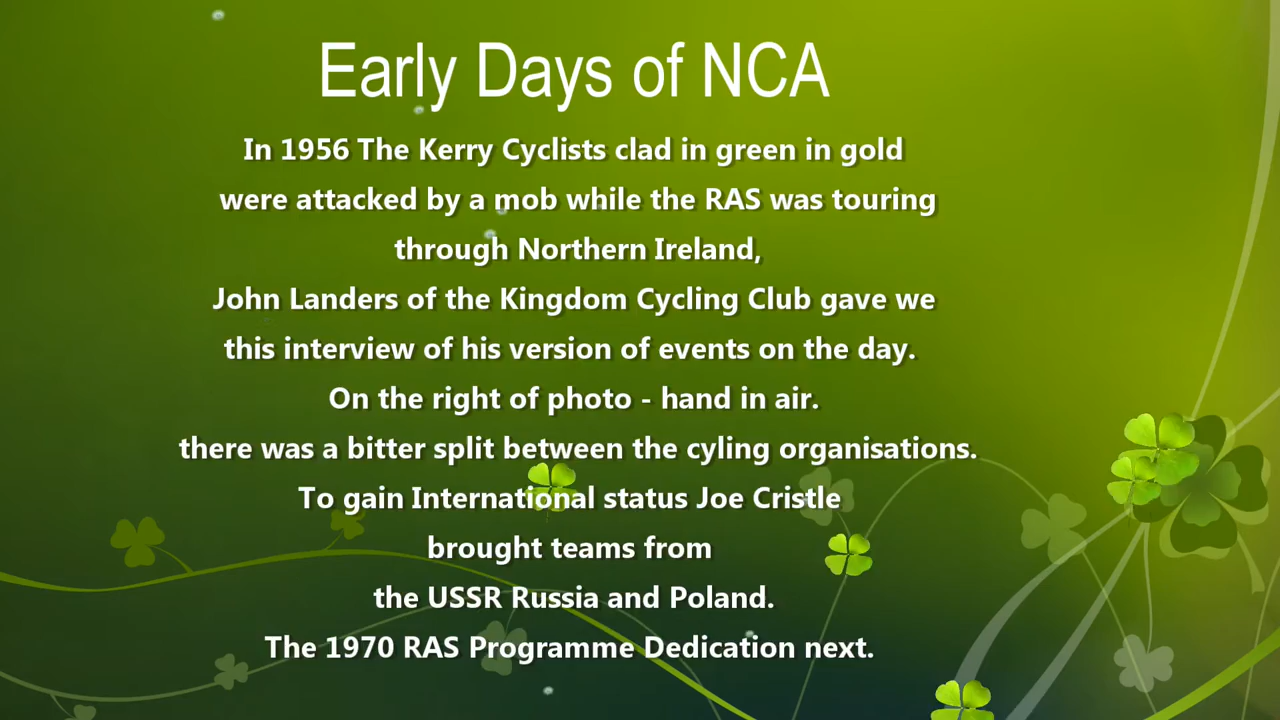 Early Days of NCA
In 1956 The Kerry Cyclists clad in green in gold
were attacked by a mob while the RAS was touring
through Northern Ireland,
John Landers of the Kingdom Cycling Club gave we
this interview of his version of events on the day.
On the right of photo - hand in air.
there was a bitter split between the cyling organisations.
To gain International status Joe Cristle
brought teams from
the USSR Russia and Poland.
The 1970 RAS Programme Dedication next.